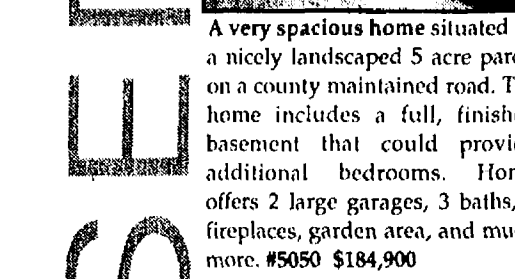 A very spacious home situated
a nicely landscaped 5 acre parc
on a county maintained road. T
home includes a full, finish
basement that could provi
additional bedrooms. Hom
offers 2 large garages, 3 baths,
fireplaces, garden area, and mu
more. #5050 $184,900
SE